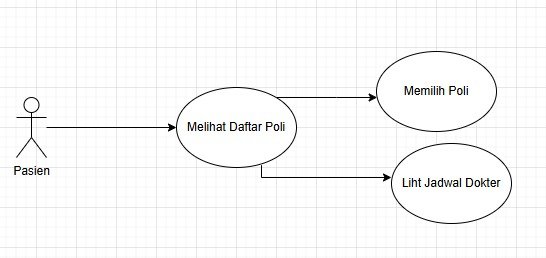 Memilih Poli
Melihat Daftar Poli
Pasien
Liht Jadwal Dokter